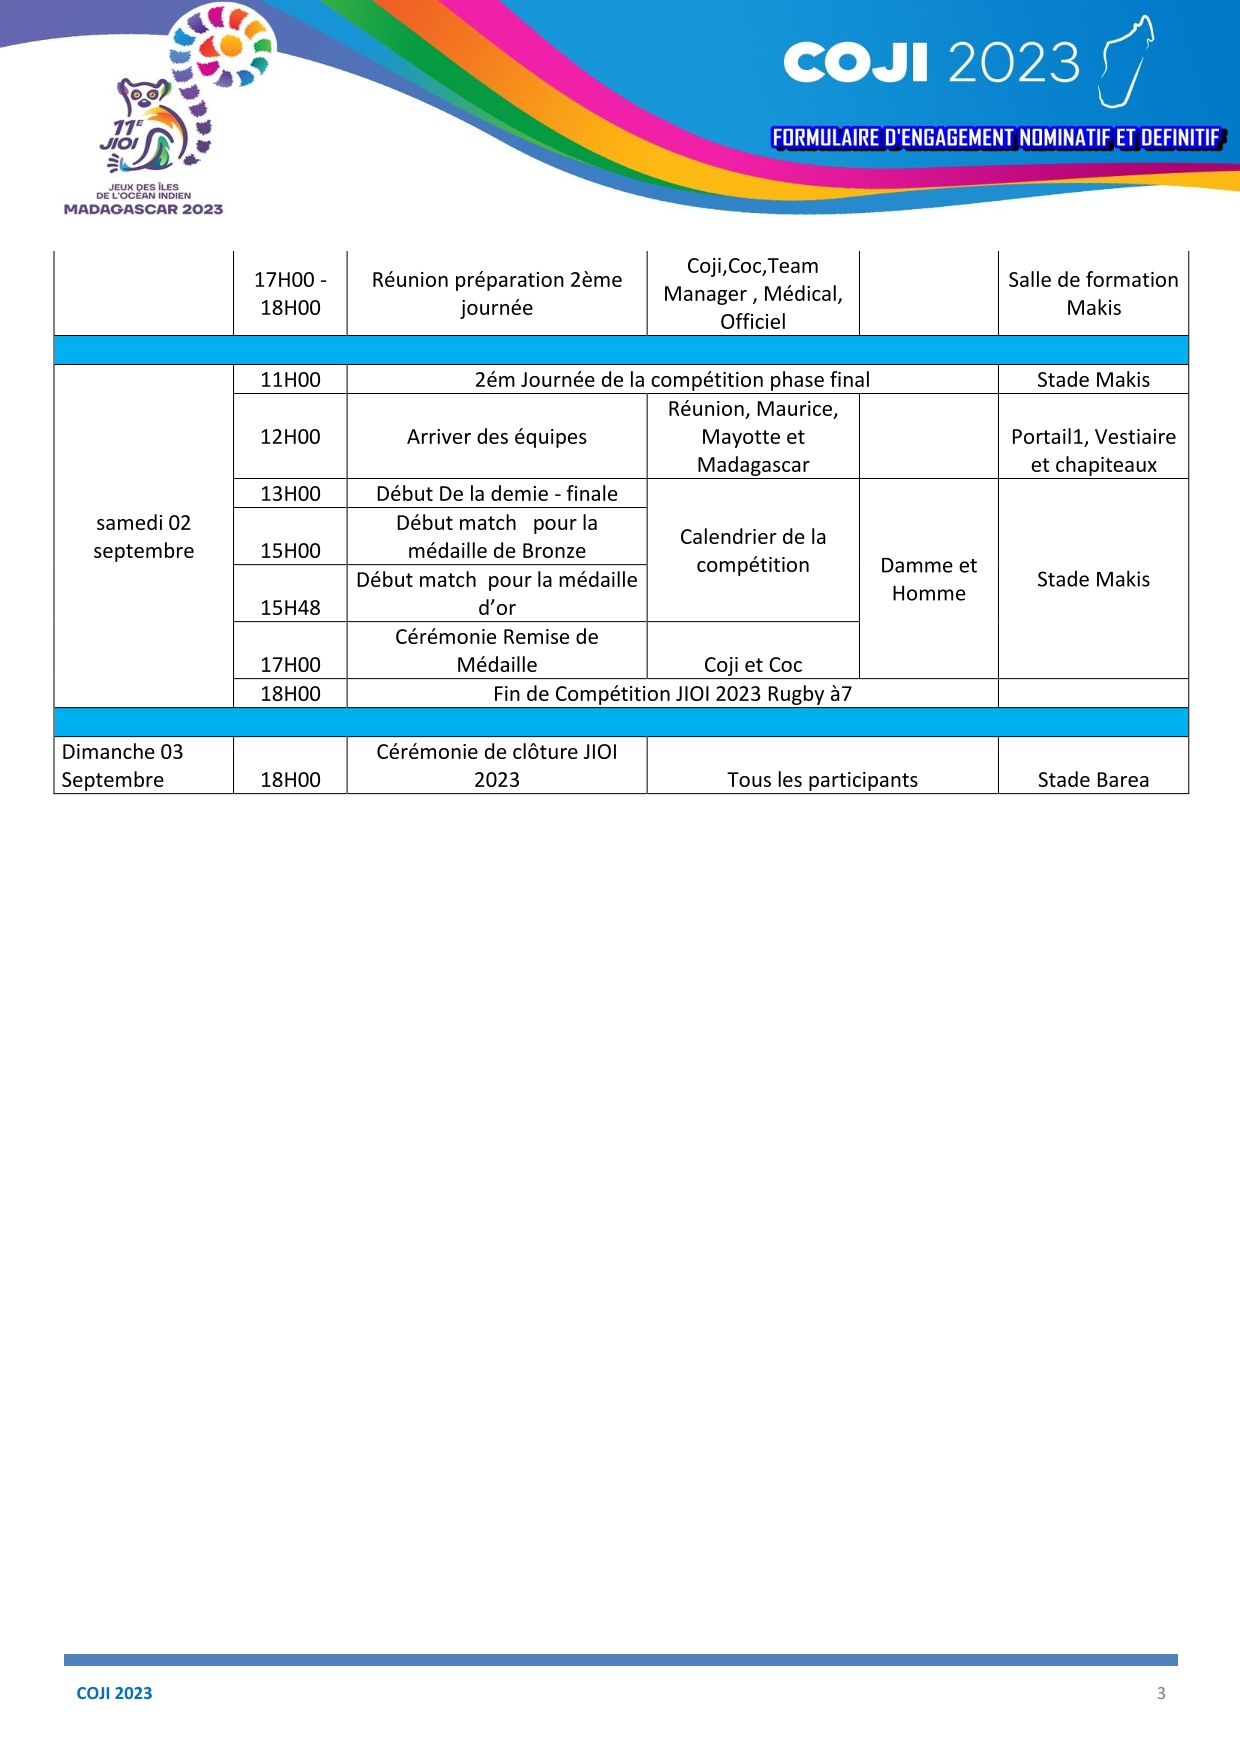 COJI 2023
FORMULAIRE D'ENGAGEMENT NOMINATIF ET DEFINITIF
11E
JIOI
JEUX DES ÎLES
DE L'OCÉAN INDIEN
MADAGASCAR 2023
17H00 -
18H00
Réunion préparation 2ème
journée
Coji,Coc,Team
Manager , Médical,
Officiel
Salle de formation
Makis
samedi 02
septembre
11H00
2ém Journée de la compétition phase final
Stade Makis
12H00
Arriver des équipes
Réunion, Maurice,
Mayotte et
Madagascar
Portail1, Vestiaire
et chapiteaux
13H00
Début De la demie - finale
Calendrier de la
compétition
Damme et
Homme
Stade Makis
15H00
Début match   pour la
médaille de Bronze
15H48
Début match  pour la médaille
d’or
17H00
Cérémonie Remise de
Médaille
Coji et Coc
18H00
Fin de Compétition JIOI 2023 Rugby à7
Dimanche 03
Septembre
18H00
Cérémonie de clôture JIOI
2023
Tous les participants
Stade Barea
COJI 2023
3